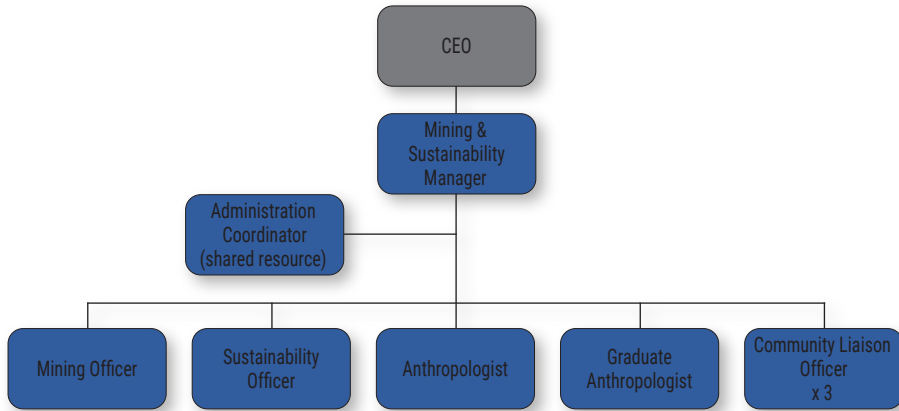 CEO
Mining &
Sustainability
Manager
Administration
Coordinator
(shared resource)
Mining Officer
Sustainability
Officer
Anthropologist
Graduate
Anthropologist
Community Liaison
Officer
x 3